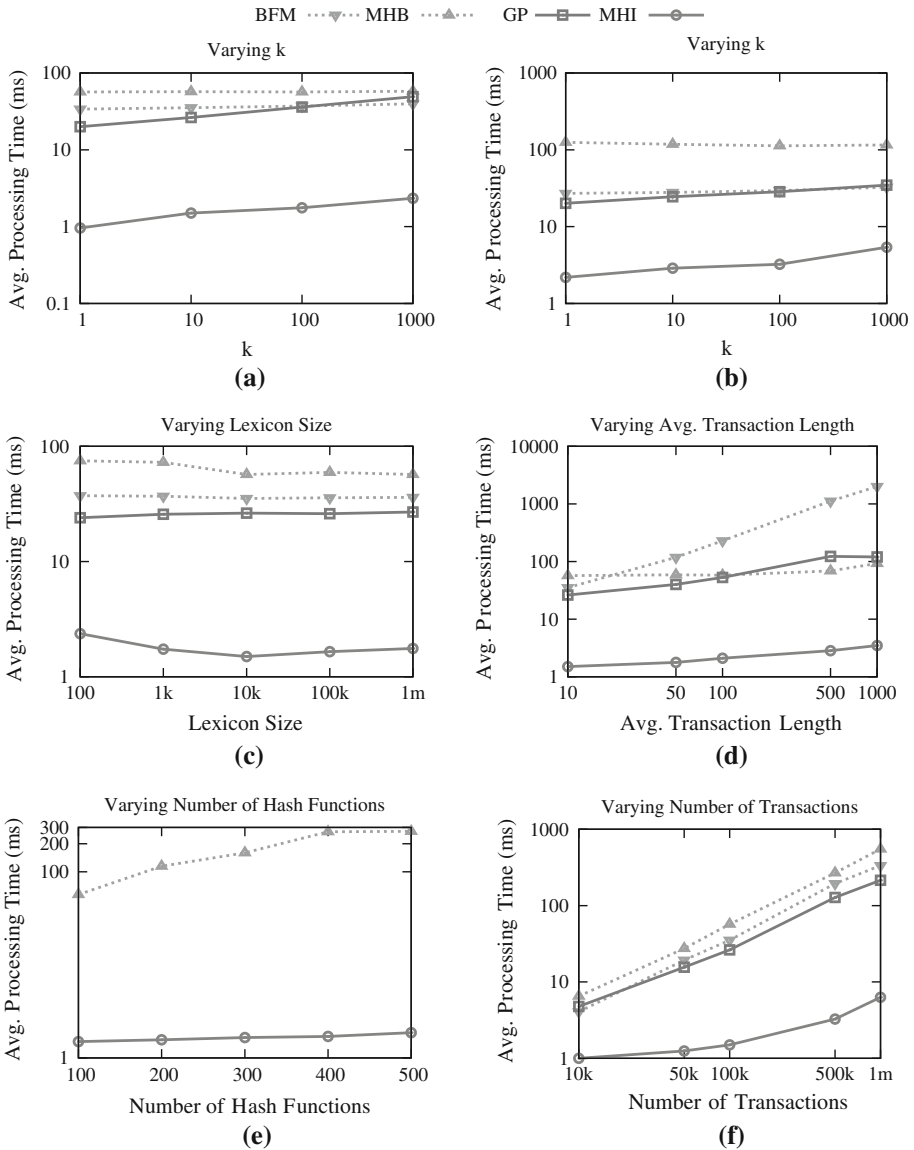 BFM MHB GP MHI
Varying k
Avg. Processing Time (ms)
100
10
1
0.1
1 10 100 1000
k
(a)
Varying k
Avg. Processing Time (ms)
1000
100
10
1
1 10 100 1000
k
(b)
Varying Lexicon Size
Avg. Processing Time (ms)
100
10
1
100 1k 10k 100k 1m
Lexicon Size
(c)
Varying Avg. Transaction Length
Avg. Processing Time (ms)
10000
1000
100
10
1
10 50 100 500 1000
Avg. Transaction Length
(d)
Varying Number of Hash Functions
Avg. Processing Time (ms)
300
200
100
1
100 200 300 400 500
Number of Hash Functions
(e)
Varying Number of Transactions
Avg. Processing Time (ms)
1000
100
10
1
10k 50k 100k 500k 1m
Number of Transactions
(f)